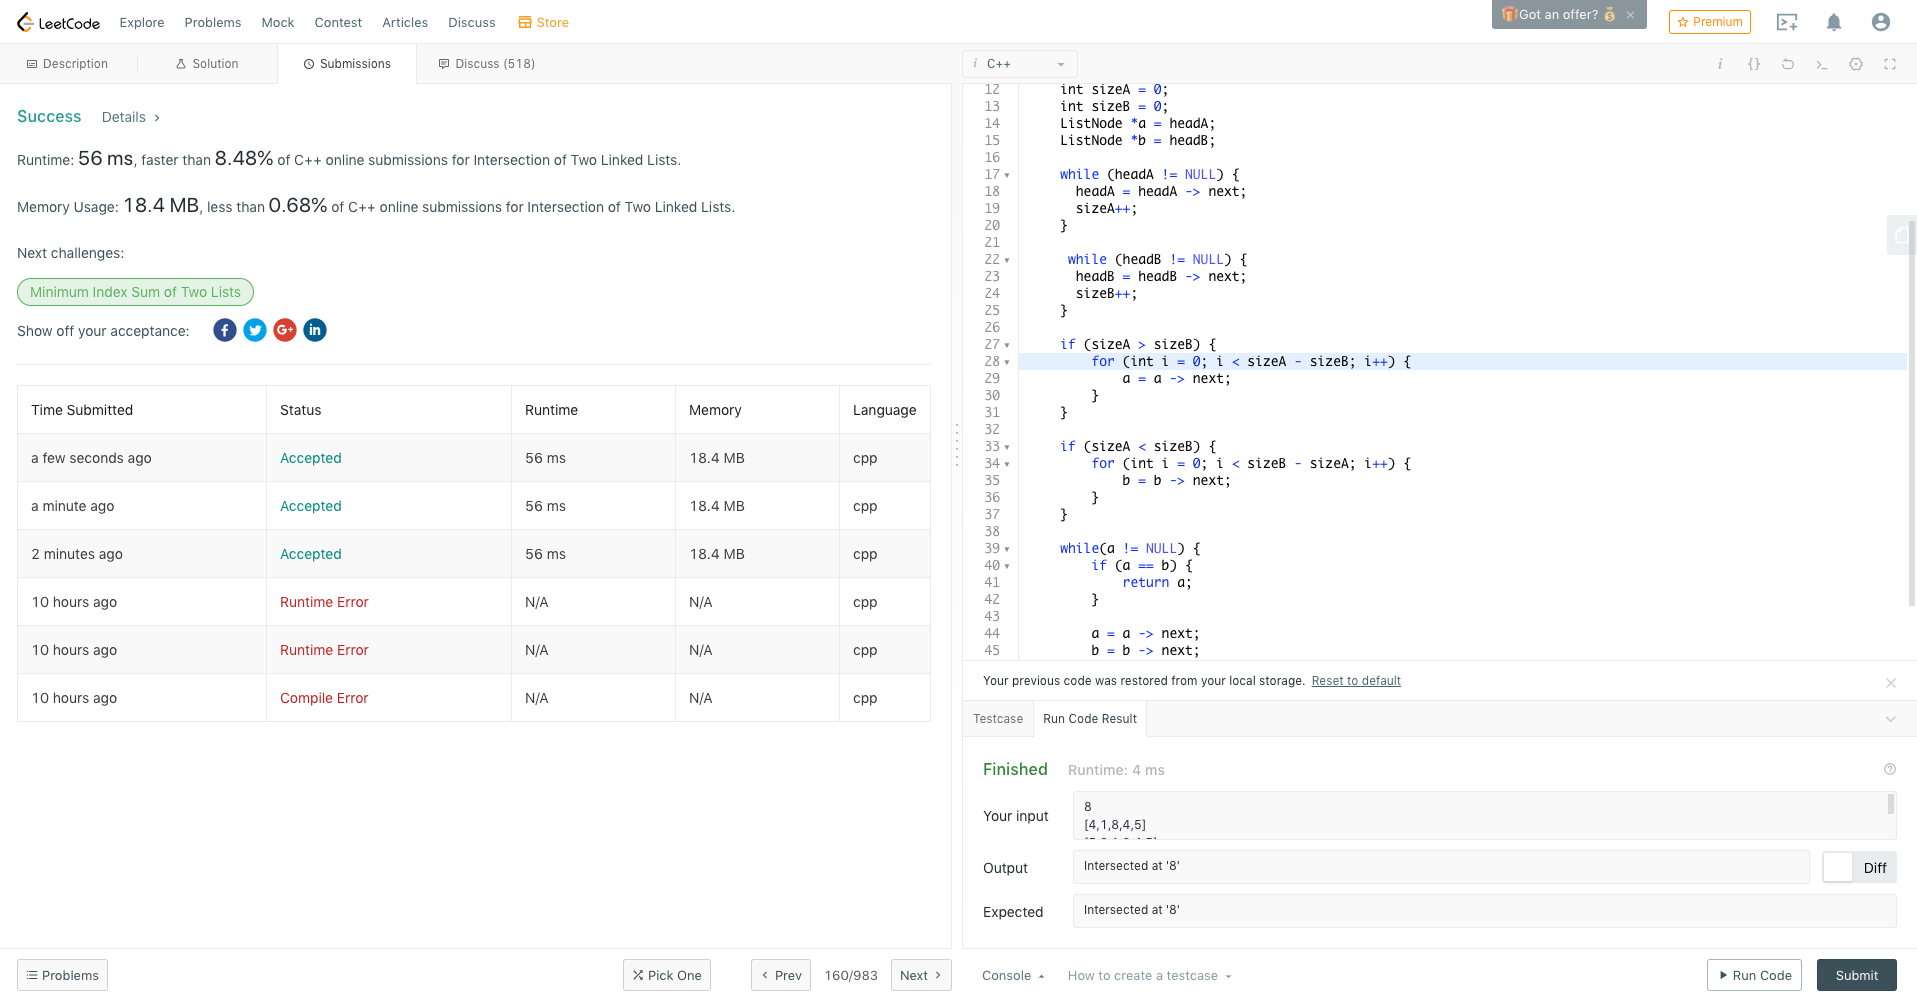 LeetCode Explore Problems Mock Contest Articles Discuss Store Got an offer? × Premium
Description Solution Submissions Discuss (518)
Success Details >
Runtime: 56 ms, faster than 8.48% of C++ online submissions for Intersection of Two Linked Lists.
Memory Usage: 18.4 MB, less than 0.68% of C++ online submissions for Intersection of Two Linked Lists.
Next challenges:
Minimum Index Sum of Two Lists
Show off your acceptance: f G+ in
Time Submitted Status Runtime Memory Language
a few seconds ago Accepted 56 ms 18.4 MB cpp
a minute ago Accepted 56 ms 18.4 MB cpp
2 minutes ago Accepted 56 ms 18.4 MB cpp
10 hours ago Runtime Error N/A N/A cpp
10 hours ago Runtime Error N/A N/A cpp
10 hours ago Compile Error N/A N/A cpp
Problems Pick One < Prev 160/983 Next >
i C++ i {}
12 int sizeA = 0;
13 int sizeB = 0;
14 ListNode *a = headA;
15 ListNode *b = headB;
16
17 while (headA != NULL) {
18 headA = headA -> next;
19 sizeA++;
20 }
21
22 while (headB != NULL) {
23 headB = headB -> next;
24 sizeB++;
25 }
26
27 if (sizeA > sizeB) {
28 for (int i = 0; i < sizeA - sizeB; i++) {
29 a = a -> next;
30 }
31 }
32
33 if (sizeA < sizeB) {
34 for (int i = 0; i < sizeB - sizeA; i++) {
35 b = b -> next;
36 }
37 }
38
39 while(a != NULL) {
40 if (a == b) {
41 return a;
42 }
43
44 a = a -> next;
45 b = b -> next;
Your previous code was restored from your local storage. Reset to default
Testcase Run Code Result
Finished Runtime: 4 ms
Your input
8
[4,1,8,4,5]
Output Intersected at '8' Diff
Expected Intersected at '8'
Console How to create a testcase Run Code Submit